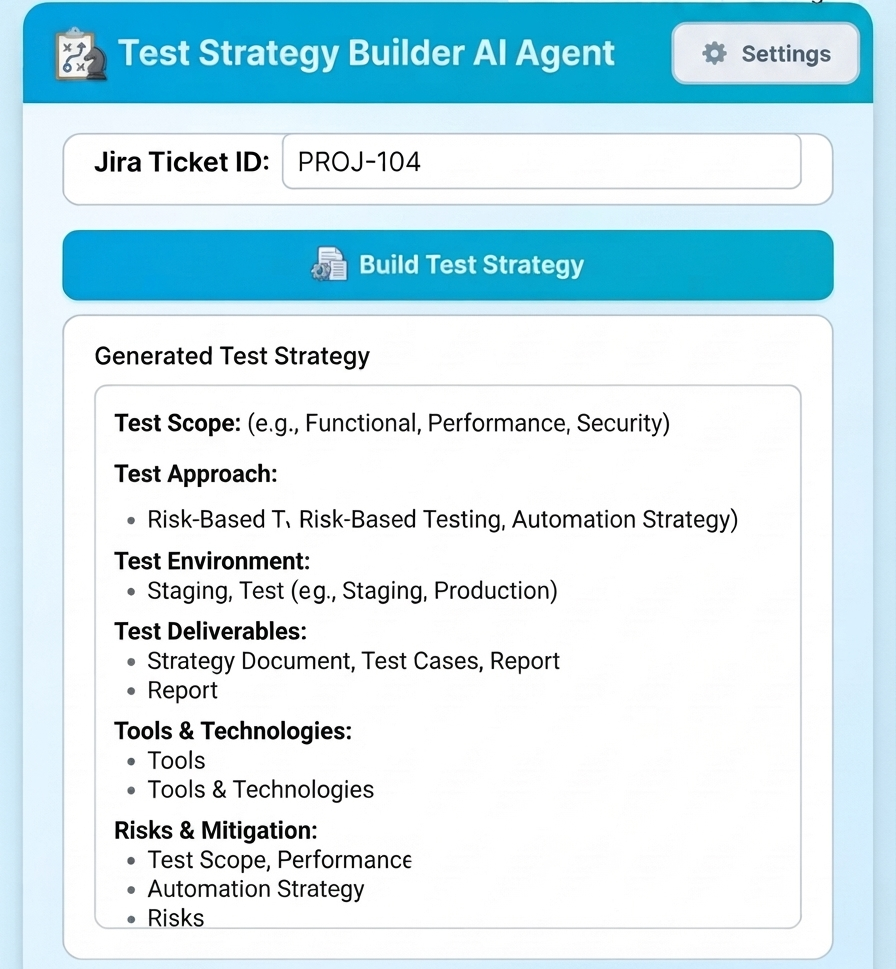 Test Strategy Builder AI Agent
Settings
Jira Ticket ID: PROJ-104
Build Test Strategy
Generated Test Strategy
Test Scope: (e.g., Functional, Performance, Security)
Test Approach:
• Risk-Based T, Risk-Based Testing, Automation Strategy)
Test Environment:
• Staging, Test (eg., Staging, Production)
Test Deliverables:
• Strategy Document, Test Cases, Report
• Report
Tools & Technologies:
• Tools
• Tools & Technologies
Risks & Mitigation:
• Test Scope, Performance
• Automation Strategy
• Risks